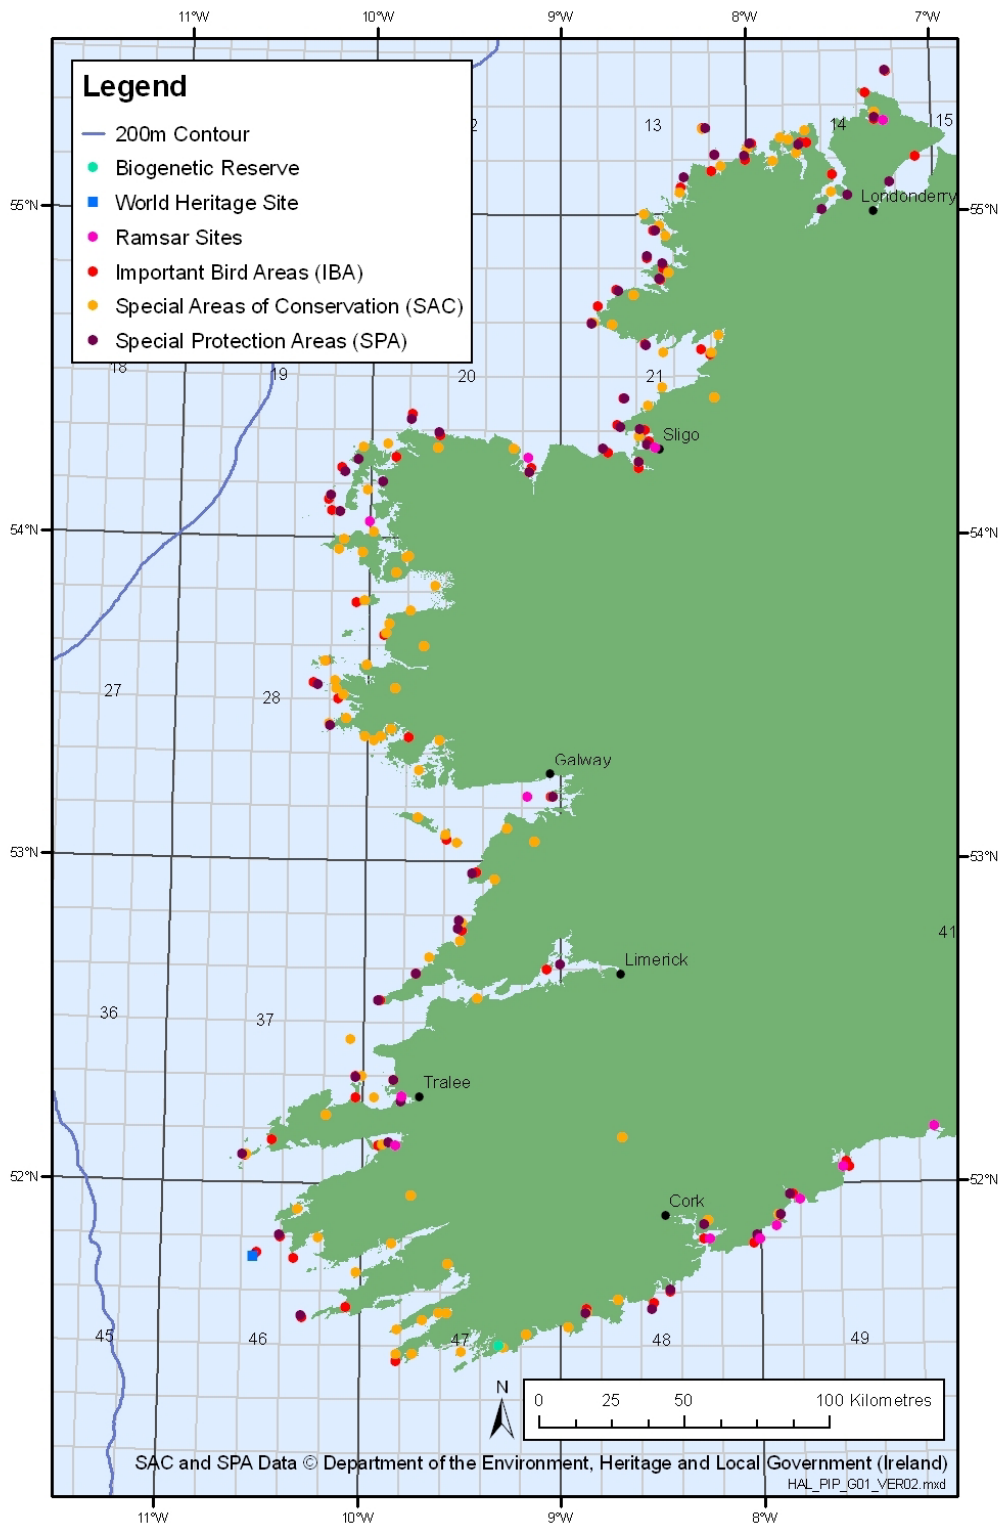 11°W 10°W 9°W 8°W 7°W
Legend
200m Contour
Biogenetic Reserve
World Heritage Site
Ramsar Sites
Important Bird Areas (IBA)
Special Areas of Conservation (SAC)
Special Protection Areas (SPA)
2 13 14 15
55°N Londonderry 55°N
18 19 20 21
Sligo
54°N 54°N
27 28
Galway
53°N 53°N
41
Limerick
36 37
Tralee
52°N 52°N
Cork
45 46 47 48 49
N
0 25 50 100 Kilometres
SAC and SPA Data © Department of the Environment, Heritage and Local Government (Ireland)
HAL_PIP_G01_VER02.mxd
11°W 10°W 9°W 8°W